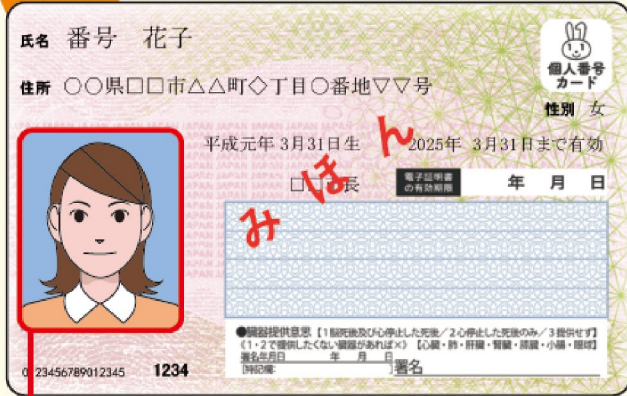 氏名 番号 花子
個人番号
カード
住所 〇〇県□□市△△町◇丁目〇番地▽▽号
性別 女
平成元年 3月31日生 2025年 3月31日まで有効
みほん
長
電子証明書
の有効期限
年 月 日
●臓器提供意思【1脳死後及び心停止した死後／2心停止した死後のみ／3提供せず】
《1・2で提供したくない臓器があれば×》【心臓・肺・肝臓・腎臓・膵臓・小腸・眼球】
署名年月日 年 月 日
[特記欄: ]署名
23456789012345 1234